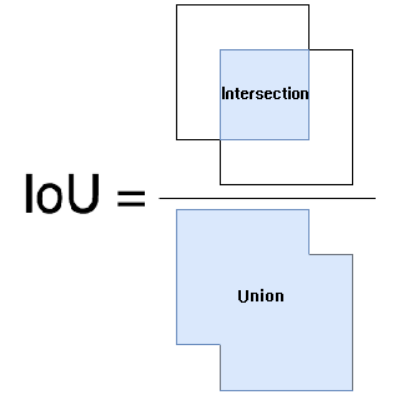 Intersection
IoU =
Union